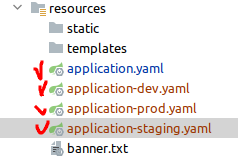 resources
static
templates
application.yaml
application-dev.yaml
application-prod.yaml
application-staging.yaml
banner.txt